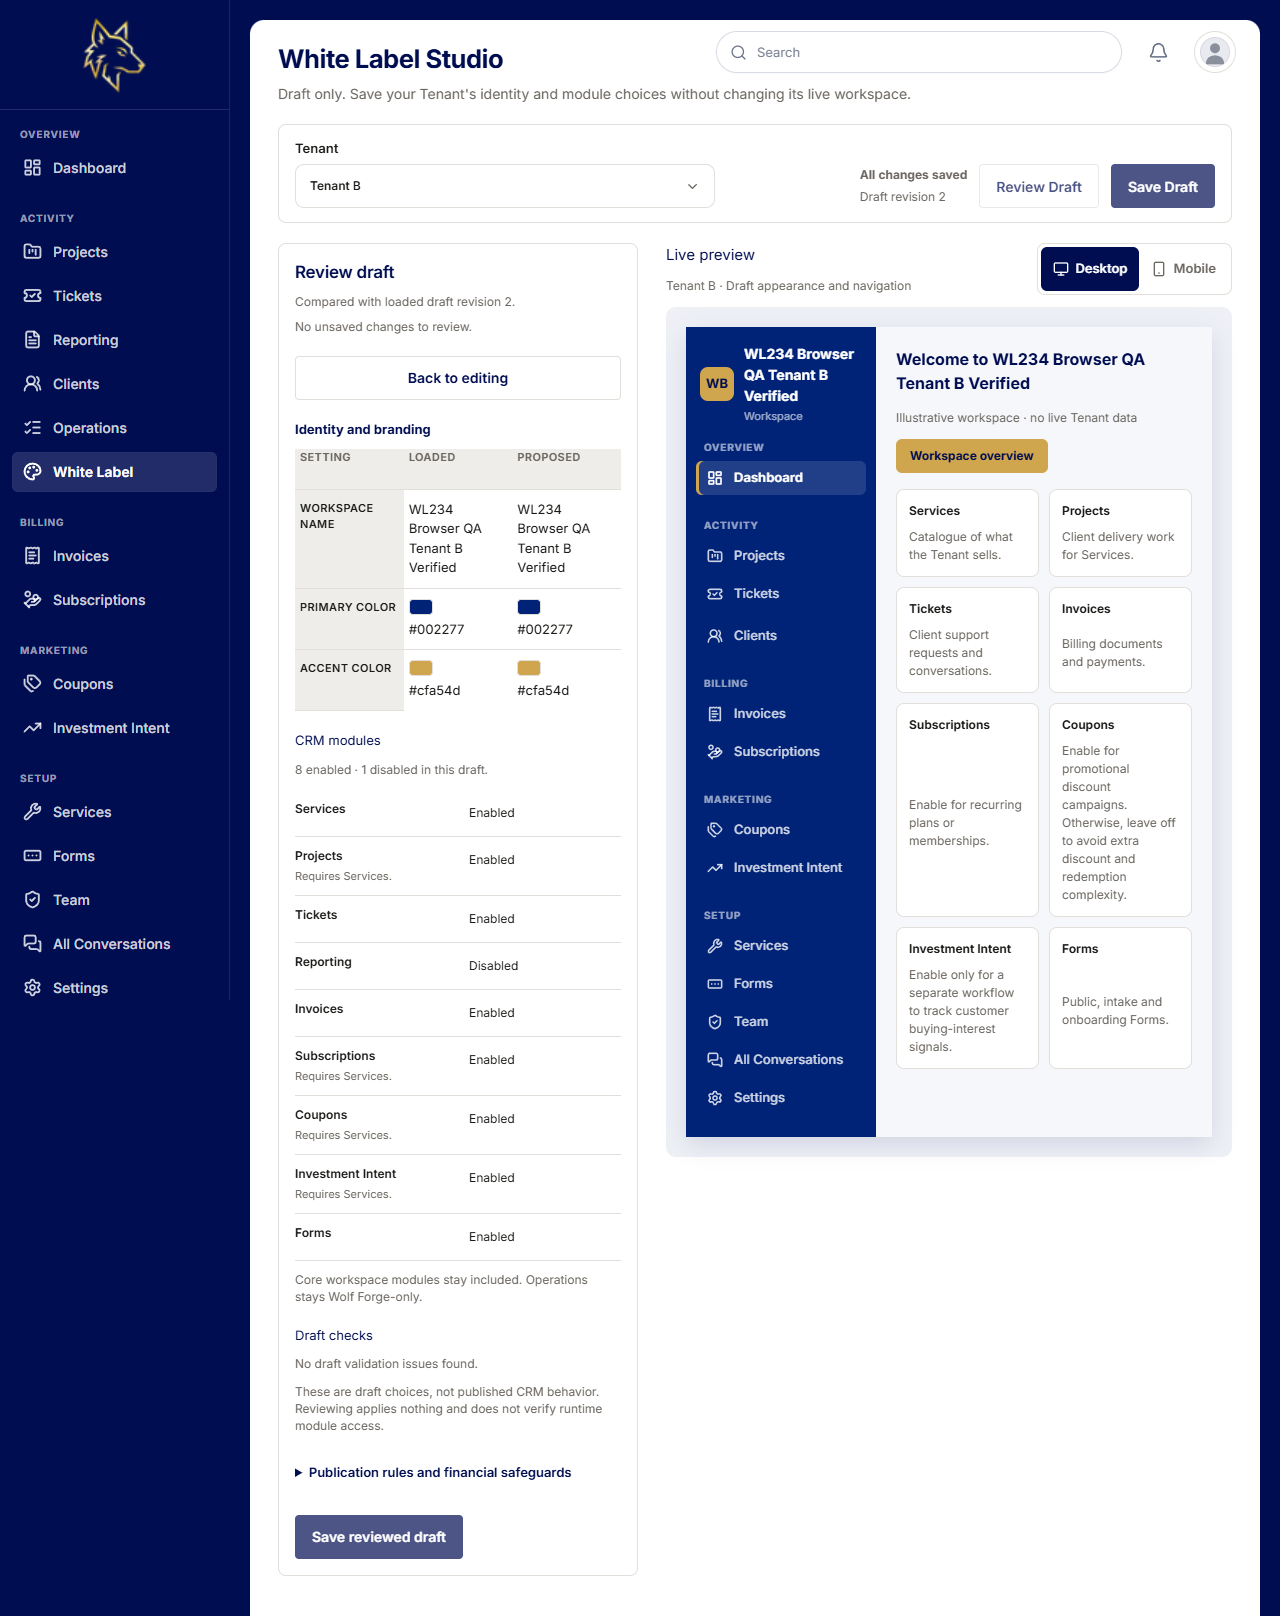 OVERVIEW
Dashboard
ACTIVITY
Projects
Tickets
Reporting
Clients
Operations
White Label
BILLING
Invoices
Subscriptions
MARKETING
Coupons
Investment Intent
SETUP
Services
Forms
Team
All Conversations
Settings
White Label Studio
Search
Draft only. Save your Tenant's identity and module choices without changing its live workspace.
Tenant
Tenant B
All changes saved
Draft revision 2
Review Draft
Save Draft
Review draft
Compared with loaded draft revision 2.
No unsaved changes to review.
Back to editing
Identity and branding
SETTING LOADED PROPOSED
WORKSPACE
NAME
WL234
Browser QA
Tenant B
Verified
WL234
Browser QA
Tenant B
Verified
PRIMARY COLOR
#002277
#002277
ACCENT COLOR
#cfa54d
#cfa54d
CRM modules
8 enabled · 1 disabled in this draft.
Services Enabled
Projects Enabled
Requires Services.
Tickets Enabled
Reporting Disabled
Invoices Enabled
Subscriptions Enabled
Requires Services.
Coupons Enabled
Requires Services.
Investment Intent Enabled
Requires Services.
Forms Enabled
Core workspace modules stay included. Operations
stays Wolf Forge-only.
Draft checks
No draft validation issues found.
These are draft choices, not published CRM behavior.
Reviewing applies nothing and does not verify runtime
module access.
Publication rules and financial safeguards
Save reviewed draft
Live preview
Tenant B · Draft appearance and navigation
Desktop
Mobile
WB
WL234 Browser
QA Tenant B
Verified
Workspace
OVERVIEW
Dashboard
ACTIVITY
Projects
Tickets
Clients
BILLING
Invoices
Subscriptions
MARKETING
Coupons
Investment Intent
SETUP
Services
Forms
Team
All Conversations
Settings
Welcome to WL234 Browser QA
Tenant B Verified
Illustrative workspace · no live Tenant data
Workspace overview
Services
Catalogue of what
the Tenant sells.
Projects
Client delivery work
for Services.
Tickets
Client support
requests and
conversations.
Invoices
Billing documents
and payments.
Subscriptions
Enable for recurring
plans or
memberships.
Coupons
Enable for
promotional
discount
campaigns.
Otherwise, leave off
to avoid extra
discount and
redemption
complexity.
Investment Intent
Enable only for a
separate workflow
to track customer
buying-interest
signals.
Forms
Public, intake and
onboarding Forms.